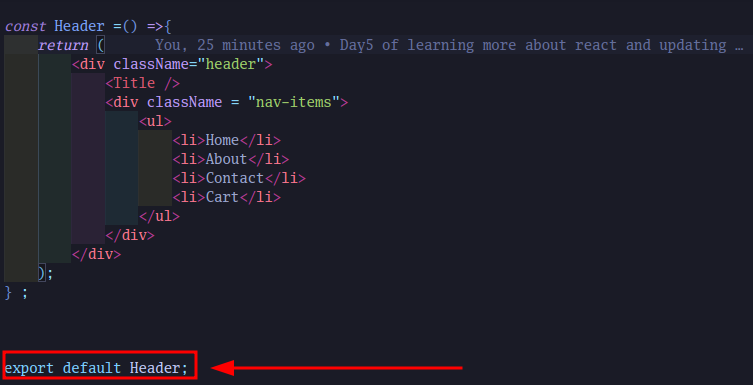 const Header =() =>{
return (      You, 25 minutes ago • Day5 of learning more about react and updating …
<div className="header">
<Title />
<div className = "nav-items">
<ul>
<li>Home</li>
<li>About</li>
<li>Contact</li>
<li>Cart</li>
</ul>
</div>
</div>
);
} ;
export default Header;